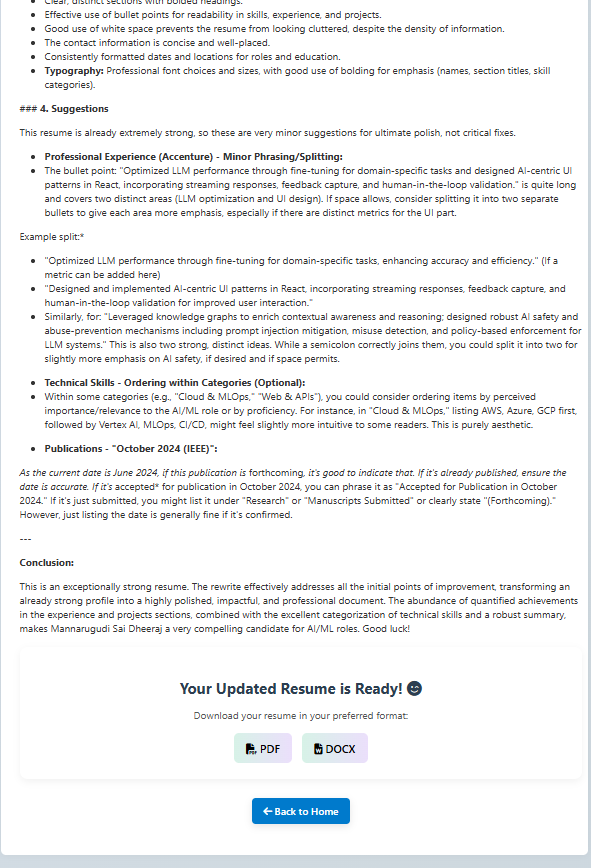 Clear, distinct sections with bolded headings.
Effective use of bullet points for readability in skills, experience, and projects.
Good use of white space prevents the resume from looking cluttered, despite the density of information.
The contact information is concise and well-placed.
Consistently formatted dates and locations for roles and education.
Typography: Professional font choices and sizes, with good use of bolding for emphasis (names, section titles, skill
categories).
### 4. Suggestions
This resume is already extremely strong, so these are very minor suggestions for ultimate polish, not critical fixes.
Professional Experience (Accenture) - Minor Phrasing/Splitting:
The bullet point: "Optimized LLM performance through fine-tuning for domain-specific tasks and designed AI-centric UI
patterns in React, incorporating streaming responses, feedback capture, and human-in-the-loop validation." is quite long
and covers two distinct areas (LLM optimization and UI design). If space allows, consider splitting it into two separate
bullets to give each area more emphasis, especially if there are distinct metrics for the UI part.
Example split:*
"Optimized LLM performance through fine-tuning for domain-specific tasks, enhancing accuracy and efficiency." (If a
metric can be added here)
"Designed and implemented AI-centric UI patterns in React, incorporating streaming responses, feedback capture, and
human-in-the-loop validation for improved user interaction."
Similarly, for: "Leveraged knowledge graphs to enrich contextual awareness and reasoning; designed robust AI safety and
abuse-prevention mechanisms including prompt injection mitigation, misuse detection, and policy-based enforcement for
LLM systems." This is also two strong, distinct ideas. While a semicolon correctly joins them, you could split it into two for
slightly more emphasis on AI safety, if desired and if space permits.
Technical Skills - Ordering within Categories (Optional):
Within some categories (e.g., "Cloud & MLOps," "Web & APIs"), you could consider ordering items by perceived
importance/relevance to the AI/ML role or by proficiency. For instance, in "Cloud & MLOps," listing AWS, Azure, GCP first,
followed by Vertex AI, MLOps, CI/CD, might feel slightly more intuitive to some readers. This is purely aesthetic.
Publications - "October 2024 (IEEE)":
As the current date is June 2024, if this publication is forthcoming, it's good to indicate that. If it's already published, ensure the
date is accurate. If it's accepted* for publication in October 2024, you can phrase it as "Accepted for Publication in October
2024." If it's just submitted, you might list it under "Research" or "Manuscripts Submitted" or clearly state "(Forthcoming)."
However, just listing the date is generally fine if it's confirmed.
---
Conclusion:
This is an exceptionally strong resume. The rewrite effectively addresses all the initial points of improvement, transforming an
already strong profile into a highly polished, impactful, and professional document. The abundance of quantified achievements
in the experience and projects sections, combined with the excellent categorization of technical skills and a robust summary,
makes Mannarugudi Sai Dheeraj a very compelling candidate for AI/ML roles. Good luck!
Your Updated Resume is Ready!
Download your resume in your preferred format:
PDF DOCX
Back to Home